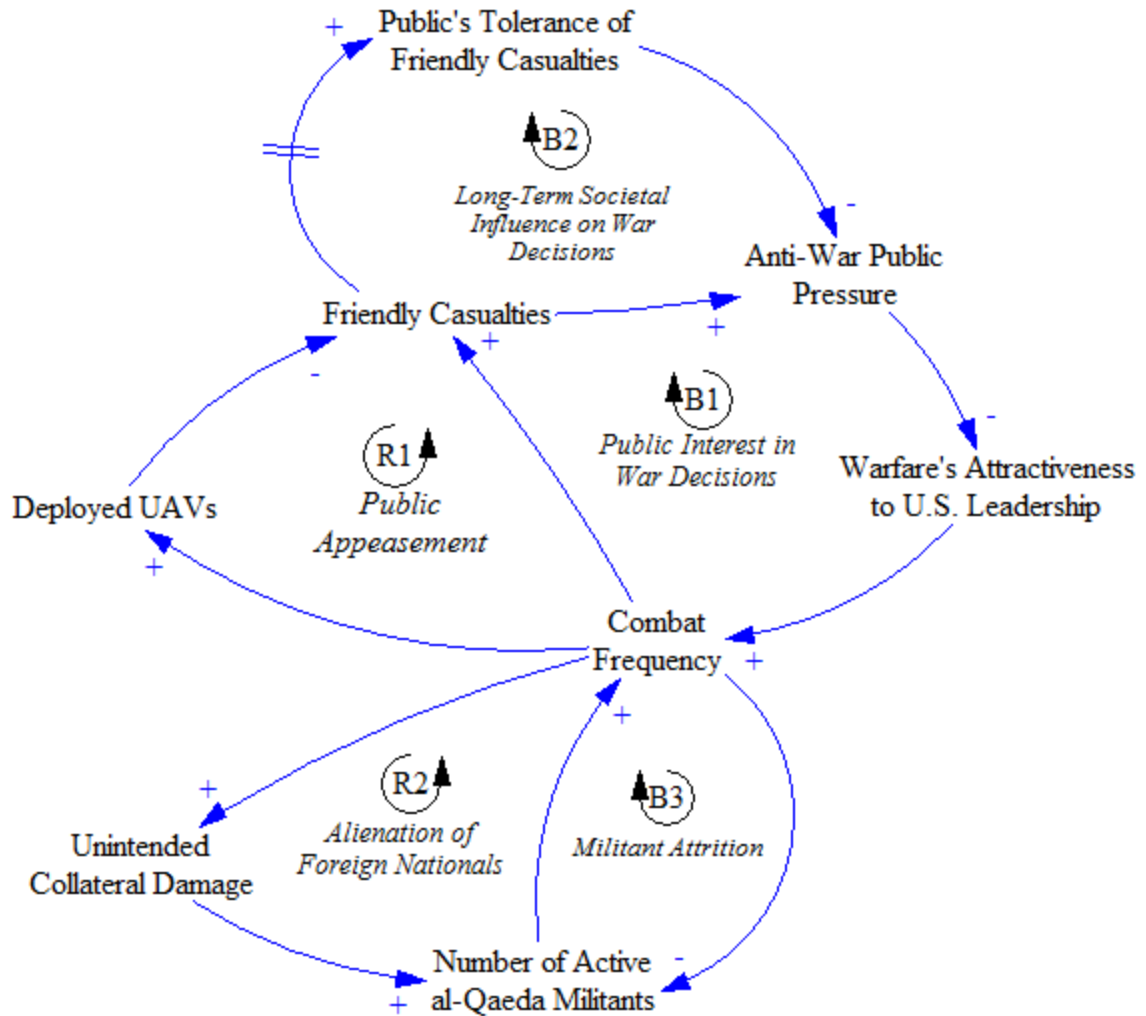 +
Public's Tolerance of
Friendly Casualties
B2
Long-Term Societal
Influence on War
Decisions
-
Anti-War Public
Pressure
Friendly Casualties
+
+
-
B1
Public Interest in
War Decisions
-
R1
Public
Appeasement
Warfare's Attractiveness
to U.S. Leadership
Deployed UAVs
+
Combat
Frequency
+
+
+
R2
Alienation of
Foreign Nationals
B3
Militant Attrition
Unintended
Collateral Damage
Number of Active
al-Qaeda Militants
-
+